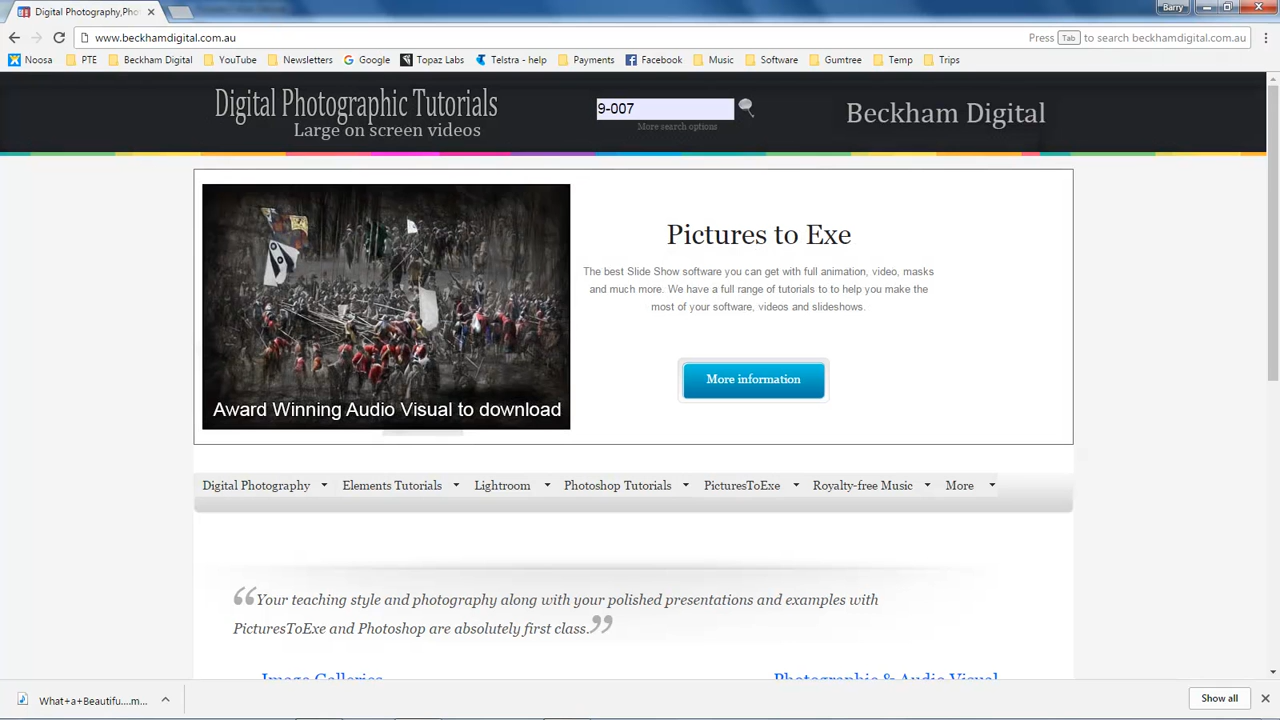 Digital Photography,Pho
Barry
www.beckhamdigital.com.au
Press Tab to search beckhamdigital.com.au
Noosa PTE Beckham Digital YouTube Newsletters Google Topaz Labs Telstra - help Payments Facebook Music Software Gumtree Temp Trips
Digital Photographic Tutorials
Large on screen videos
9-007
More search options
Beckham Digital
Award Winning Audio Visual to download
Pictures to Exe
The best Slide Show software you can get with full animation, video, masks
and much more. We have a full range of tutorials to to help you make the
most of your software, videos and slideshows.
More information
Digital Photography Elements Tutorials Lightroom Photoshop Tutorials PicturesToExe Royalty-free Music More
“Your teaching style and photography along with your polished presentations and examples with
PicturesToExe and Photoshop are absolutely first class.”
Image Galleries
Photographic & Audio Visual
What+a+Beautifu....m...
Show all